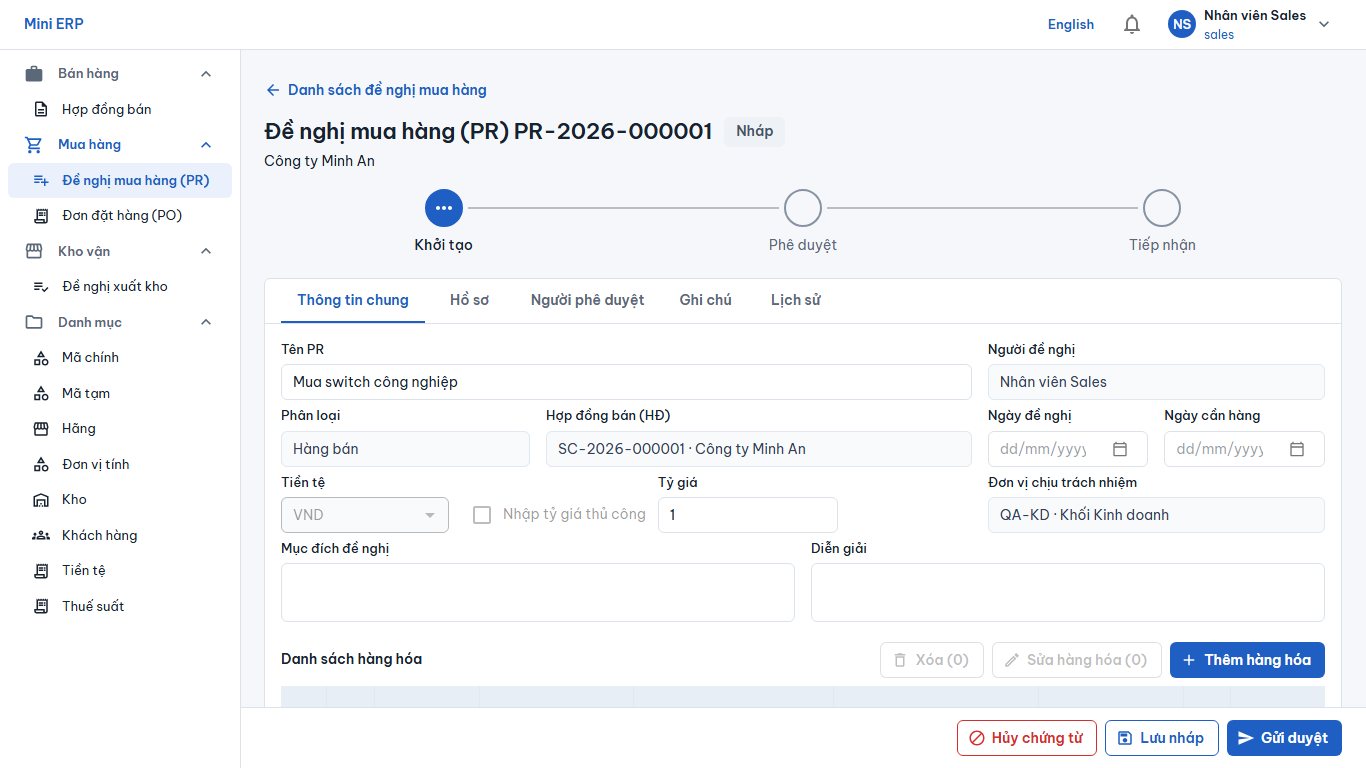 Mini ERP
English
NS
Nhân viên Sales
sales
Bán hàng
Hợp đồng bán
Mua hàng
Đề nghị mua hàng (PR)
Đơn đặt hàng (PO)
Kho vận
Đề nghị xuất kho
Danh mục
Mã chính
Mã tạm
Hãng
Đơn vị tính
Kho
Khách hàng
Tiền tệ
Thuế suất
Danh sách đề nghị mua hàng
Đề nghị mua hàng (PR) PR-2026-000001 Nháp
Công ty Minh An
Khởi tạo Phê duyệt Tiếp nhận
Thông tin chung Hồ sơ Người phê duyệt Ghi chú Lịch sử
Tên PR Người đề nghị
Mua switch công nghiệp Nhân viên Sales
Phân loại Hợp đồng bán (HĐ) Ngày đề nghị Ngày cần hàng
Hàng bán SC-2026-000001 · Công ty Minh An dd/mm/yyyy dd/mm/yyyy
Tiền tệ Tỷ giá Đơn vị chịu trách nhiệm
VND Nhập tỷ giá thủ công 1 QA-KD · Khối Kinh doanh
Mục đích đề nghị Diễn giải
Danh sách hàng hóa Xóa (0) Sửa hàng hóa (0) Thêm hàng hóa
Hủy chứng từ Lưu nháp Gửi duyệt